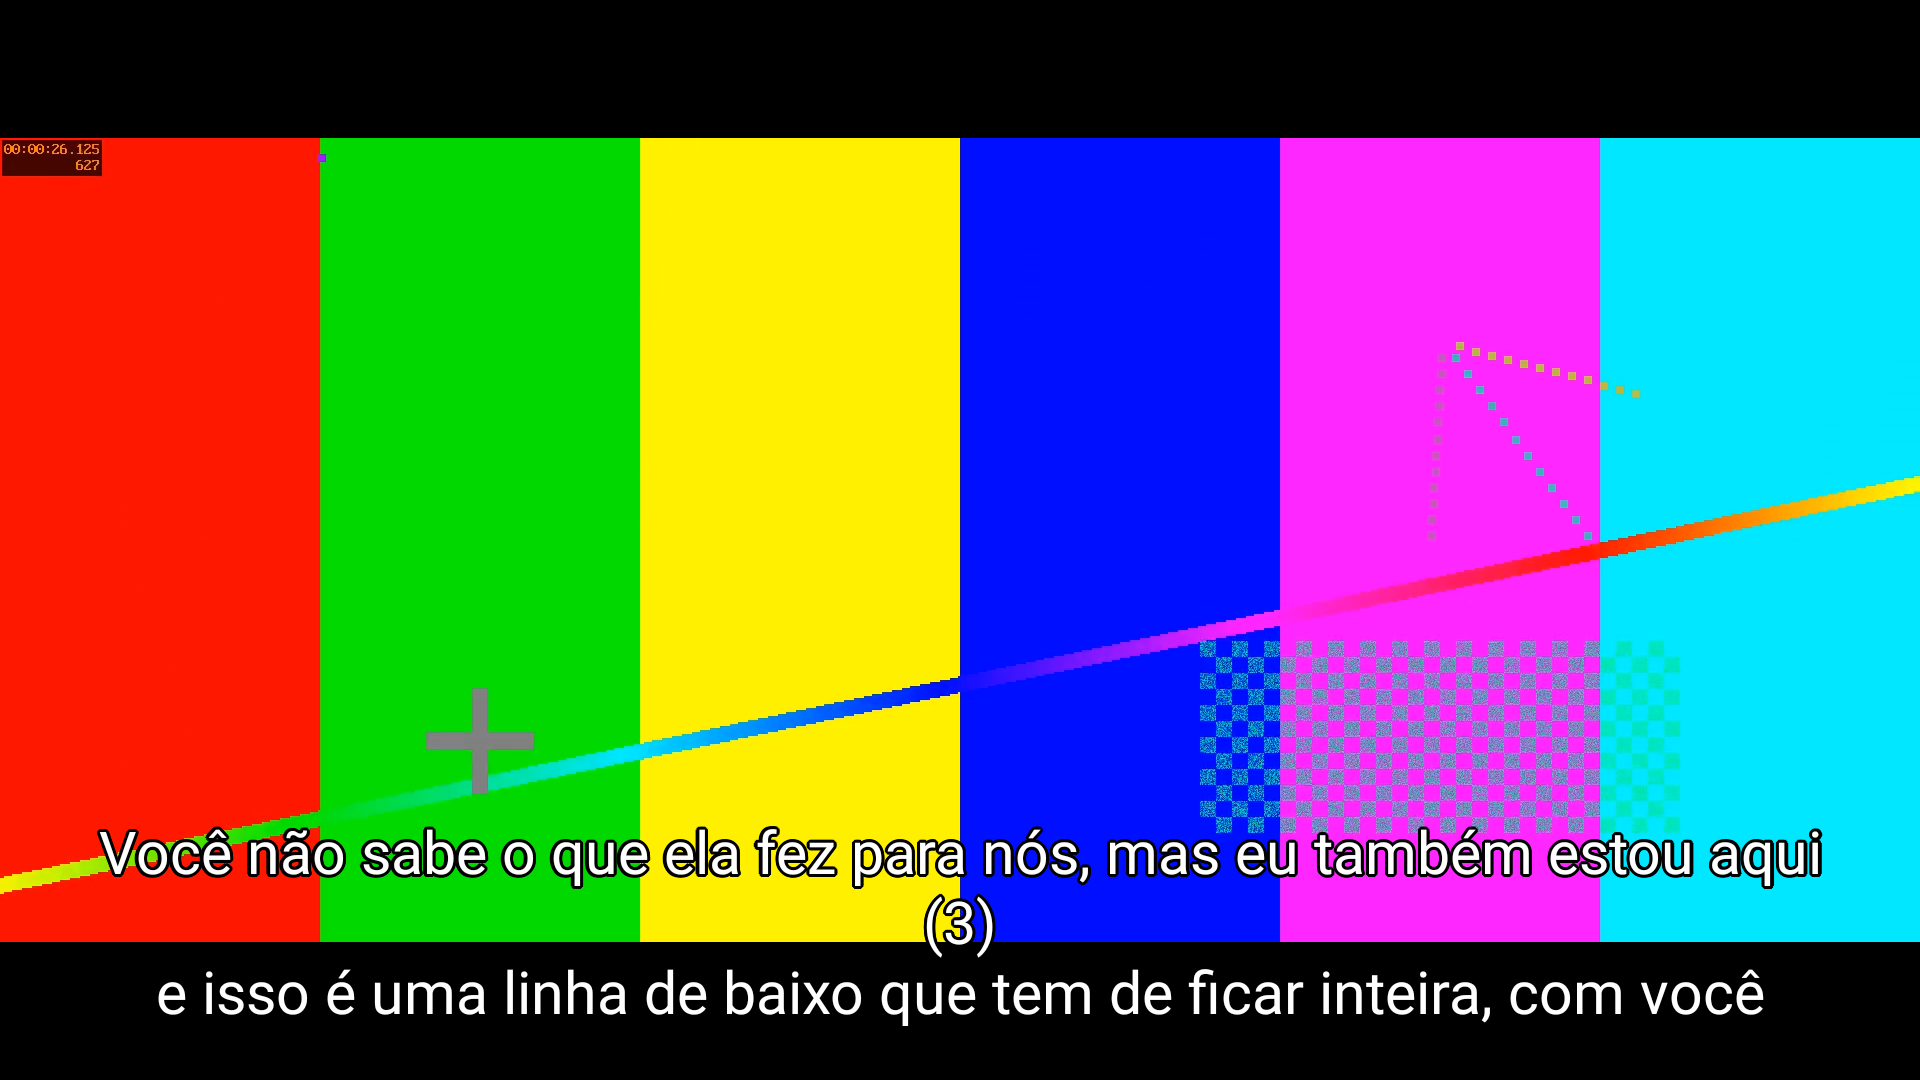 00:00:26.125
627
Você não sabe o que ela fez para nós, mas eu também estou aqui
(3)
e isso é uma linha de baixo que tem de ficar inteira, com você